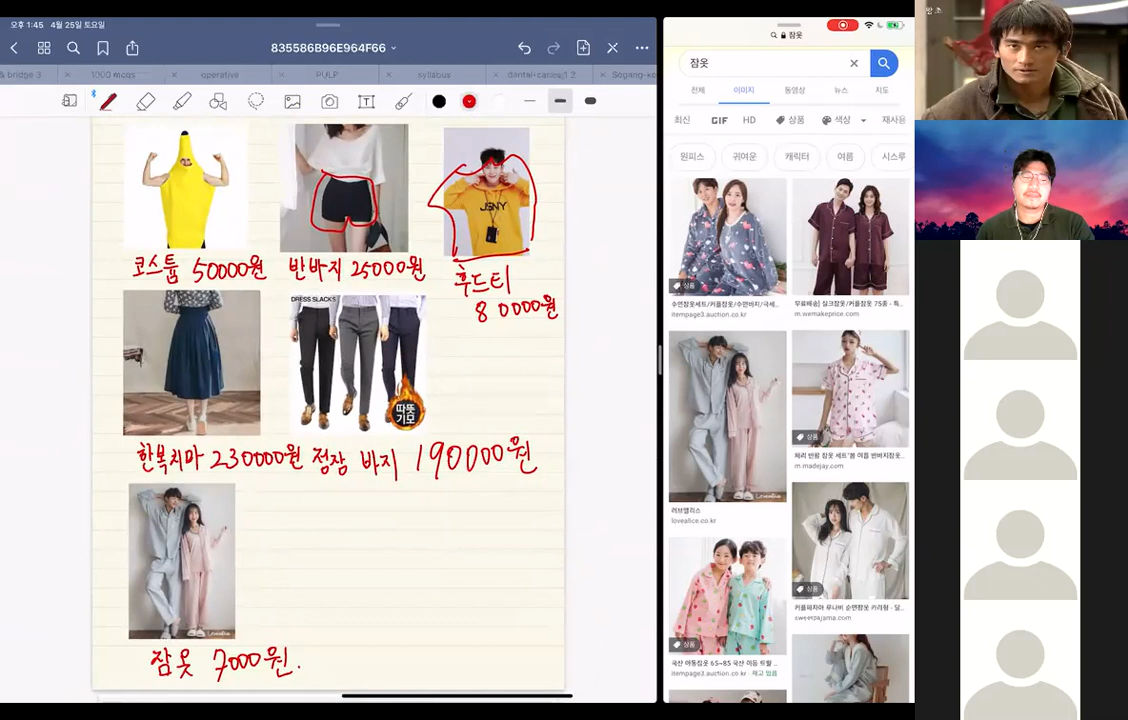 오후 1:45 4월 25일 토요일
835586B96E964F66
& bridge 3
1000 mcqs
operative
PULP
syllabus
dental-caries-1 2
Sogang-ko
JSNY
코스튬 50000원
반바지 25000원
후드티
80000원
DRESS SLACKS
따뜻
기모
한복치마 230000원
정장 바지 190000원
잠옷 7000원.
잠옷
잠옷
전체
이미지
동영상
뉴스
지도
최신
GIF
HD
상품
색상
재사용
원피스
귀여운
캐릭터
여름
시스루
상품
수면잠옷세트/커플잠옷/수면바지/극세...
itempage3.auction.co.kr
무료배송] 실크잠옷/커플잠옷 75종 - 특...
m.wemakeprice.com
러브앨리스
lovealice.co.kr
상품
체리 반팔 잠옷 세트*봄 여름 반바지잠옷...
m.madejay.com
상품
커플파자마 루나비 순면잠옷 카라형 - 달...
sweetpajama.com
상품
국산 아동잠옷 65~85 국산 아동 트윌 ...
itempage3.auction.co.kr · 재고 있음